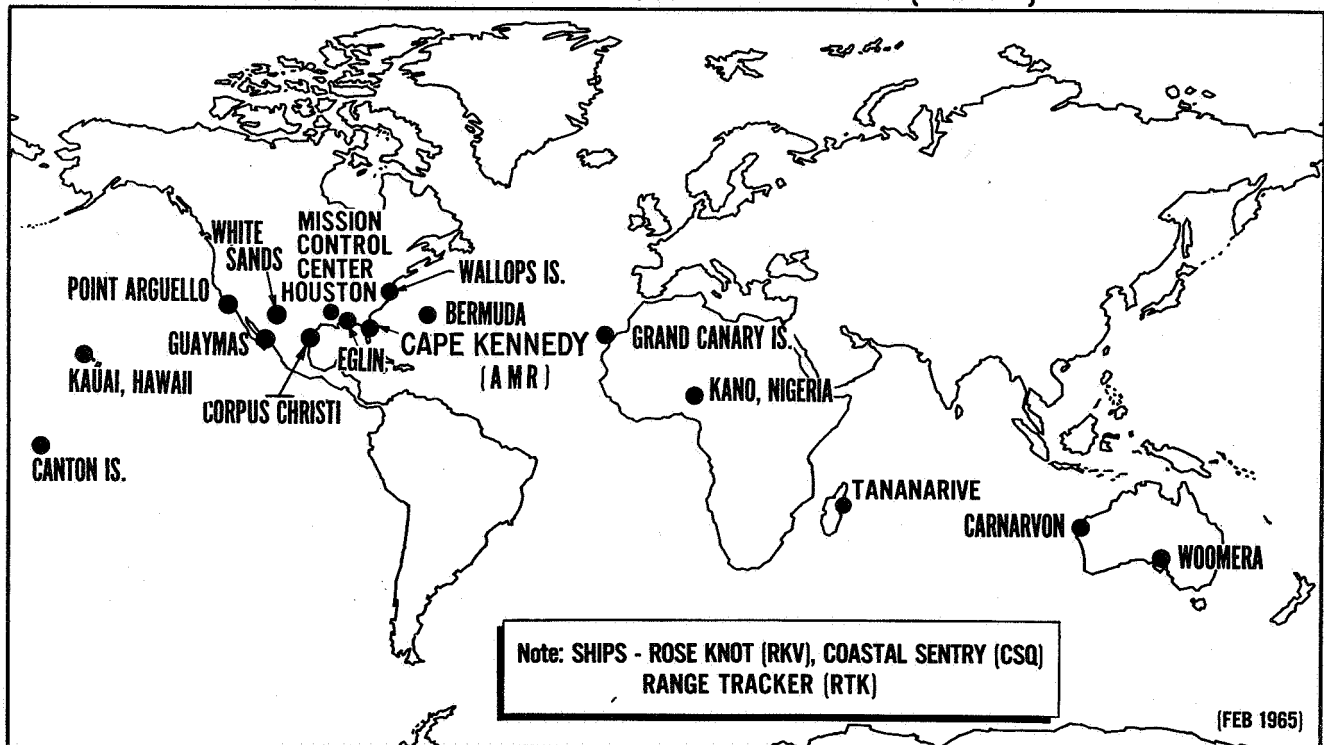 WHITE
SANDS
MISSION
CONTROL
CENTER
HOUSTON
WALLOPS IS.
POINT ARGUELLO
BERMUDA
GUAYMAS
EGLIN
CAPE KENNEDY
(AMR)
GRAND CANARY IS.
KAUAI, HAWAII
KANO, NIGERIA
CORPUS CHRISTI
CANTON IS.
TANANARIVE
CARNARVON
WOOMERA
Note: SHIPS - ROSE KNOT (RKV), COASTAL SENTRY (CSQ)
RANGE TRACKER (RTK)
(FEB 1965)